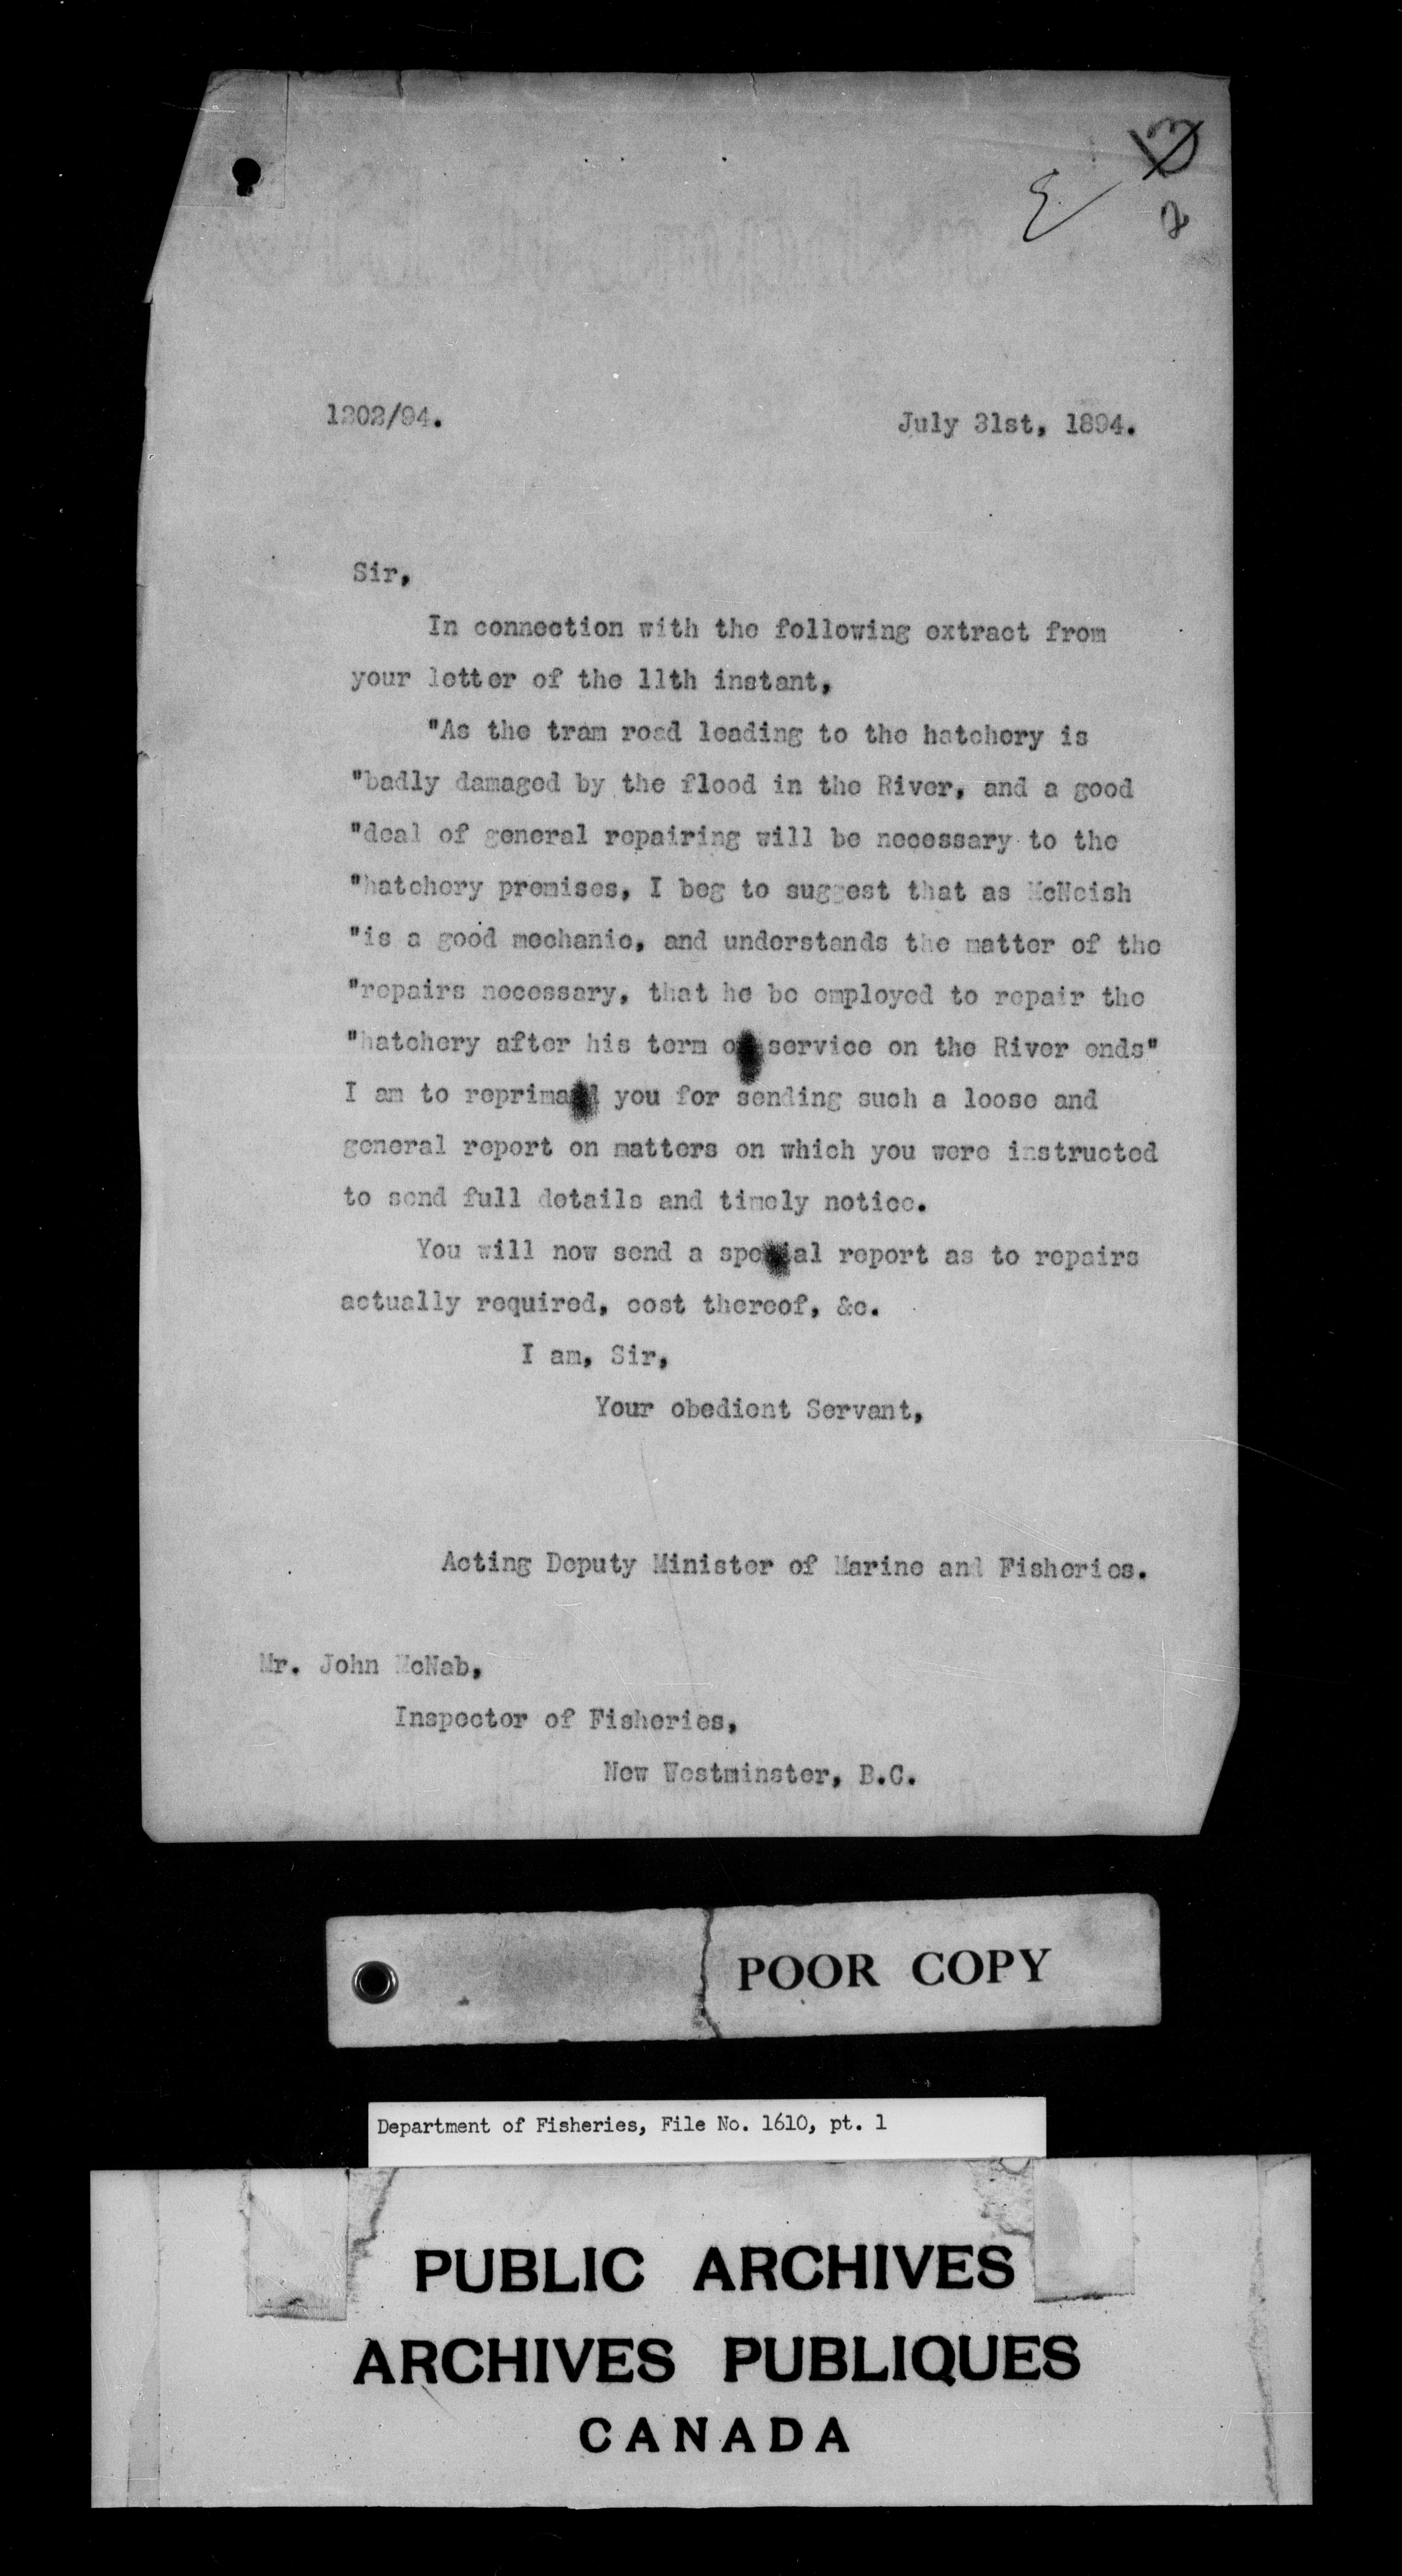 2
1202/94.
July 31st, 1894.
Sir,
In connection with the following extract from
your letter of the 11th instant,
"As the tram road leading to the hatchery is
"badly damaged by the flood in the River, and a good
"deal of general repairing will be necessary to the
"hatchery premises, I beg to suggest that as McNeish
"is a good mechanic, and understands the matter of the
"repairs necessary, that he be employed to repair the
"hatchery after his term of service on the River ends"
I am to reprimand you for sending such a loose and
general report on matters on which you were instructed
to send full details and timely notice.
You will now send a special report as to repairs
actually required, cost thereof, &c.
I am, Sir,
Your obedient Servant,
Acting Deputy Minister of Marine and Fisheries.
Mr. John McNab,
Inspector of Fisheries,
New Westminster, B.C.
POOR COPY
Department of Fisheries, File No. 1610, pt. 1
PUBLIC ARCHIVES
ARCHIVES PUBLIQUES
CANADA